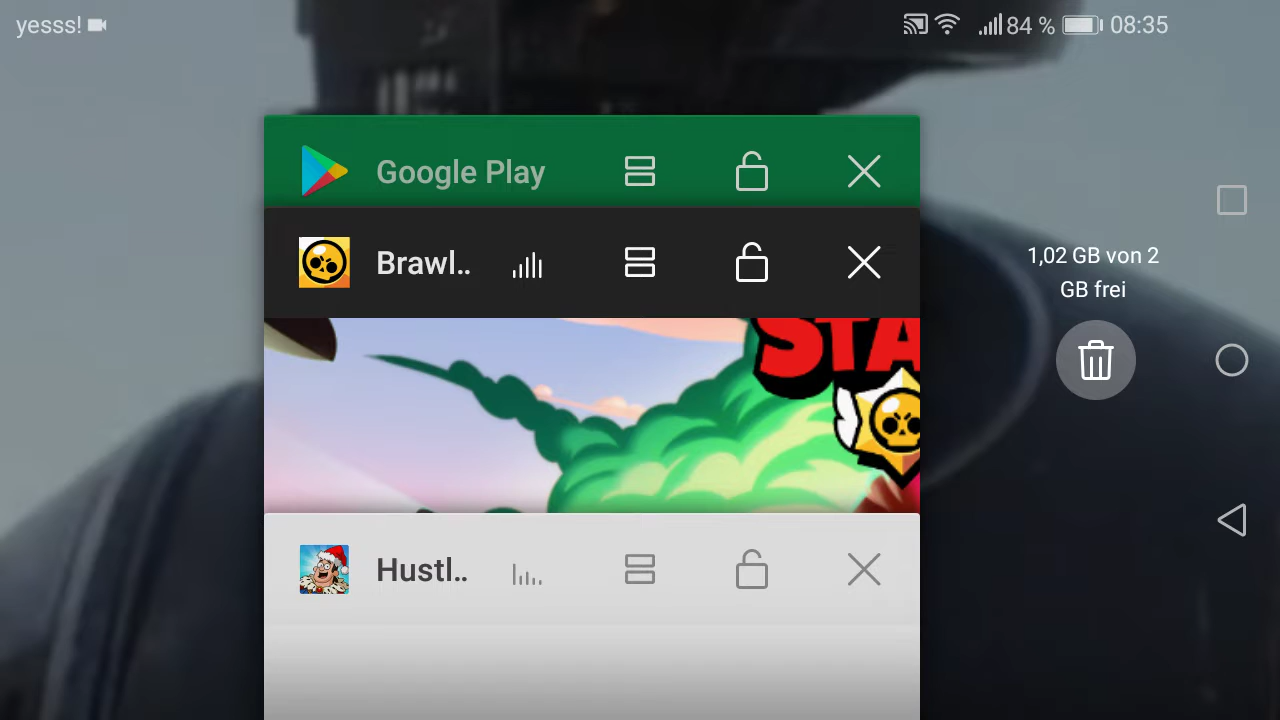 yesss!
84 % 08:35
Google Play
1,02 GB von 2
GB frei
Brawl..
STA
Hustl..